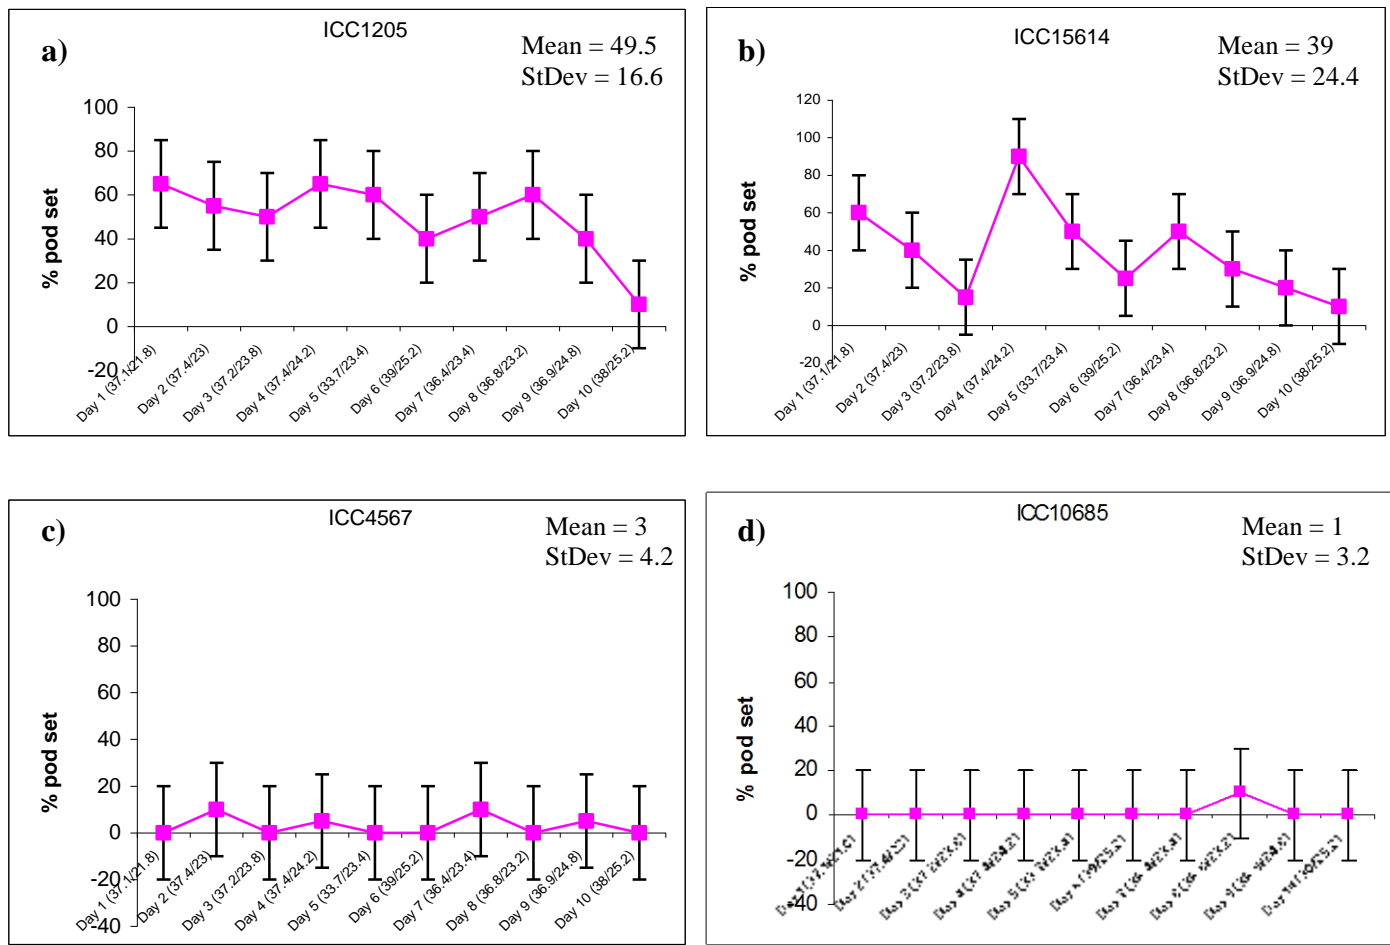 a)
ICC1205
Mean = 49.5
StDev = 16.6
% pod set
100
80
60
40
20
0
-20
Day 1 (37.1/21.8)
Day 2 (37.4/23)
Day 3 (37.2/23.8)
Day 4 (37.4/24.2)
Day 5 (33.7/23.4)
Day 6 (39/25.2)
Day 7 (36.4/23.4)
Day 8 (36.8/23.2)
Day 9 (36.9/24.8)
Day 10 (38/25.2)
b)
ICC15614
Mean = 39
StDev = 24.4
% pod set
120
100
80
60
40
20
0
-20
Day 1 (37.1/21.8)
Day 2 (37.4/23)
Day 3 (37.2/23.8)
Day 4 (37.4/24.2)
Day 5 (33.7/23.4)
Day 6 (39/25.2)
Day 7 (36.4/23.4)
Day 8 (36.8/23.2)
Day 9 (36.9/24.8)
Day 10 (38/25.2)
c)
ICC4567
Mean = 3
StDev = 4.2
% pod set
100
80
60
40
20
0
-20
-40
Day 1 (37.1/21.8)
Day 2 (37.4/23)
Day 3 (37.2/23.8)
Day 4 (37.4/24.2)
Day 5 (33.7/23.4)
Day 6 (39/25.2)
Day 7 (36.4/23.4)
Day 8 (36.8/23.2)
Day 9 (36.9/24.8)
Day 10 (38/25.2)
d)
ICC10685
Mean = 1
StDev = 3.2
% pod set
100
80
60
40
20
0
-20
-40